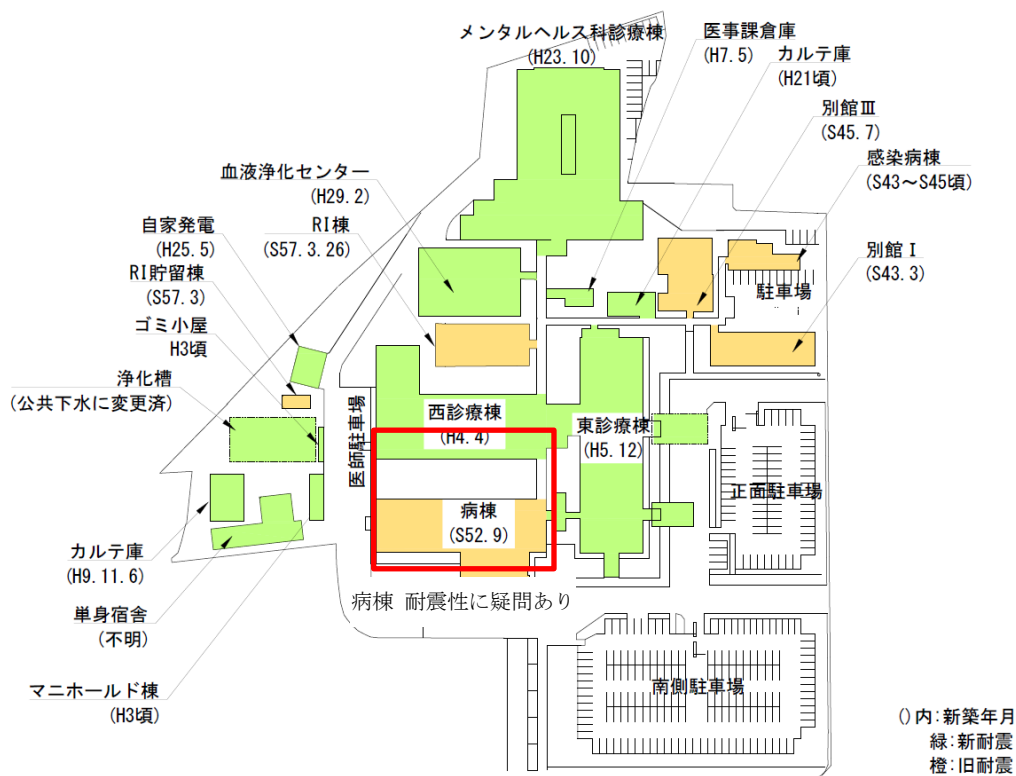 メンタルヘルス科診療棟
(H23.10)
医事課倉庫
(H7.5)
カルテ庫
(H21頃)
別館Ⅲ
(S45.7)
感染病棟
(S43～S45頃)
別館Ⅰ
(S43.3)
駐車場
血液浄化センター
(H29.2)
RI棟
(S57.3.26)
自家発電
(H25.5)
RI貯留棟
(S57.3)
ゴミ小屋
H3頃
浄化槽
(公共下水に変更済)
医師駐車場
西診療棟
(H4.4)
東診療棟
(H5.12)
正面駐車場
病棟
(S52.9)
カルテ庫
(H9.11.6)
単身宿舎
(不明)
マニホールド棟
(H3頃)
病棟 耐震性に疑問あり
南側駐車場
()内:新築年月
緑:新耐震
橙:旧耐震